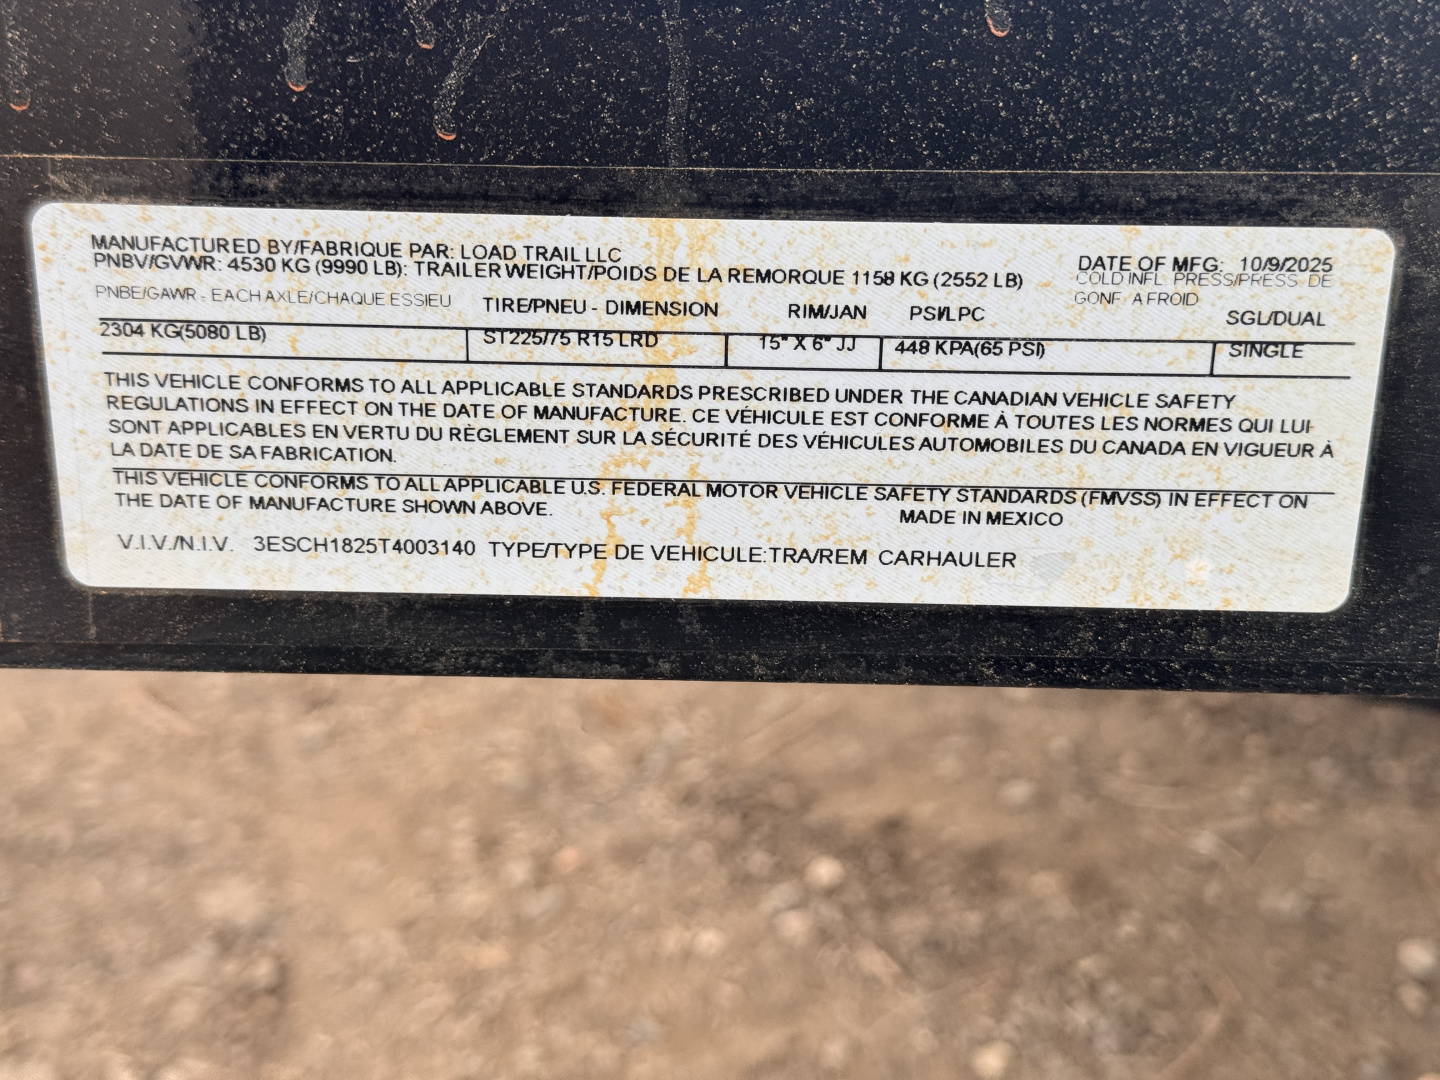 MANUFACTURED BY/FABRIQUE PAR: LOAD TRAIL LLC
PNBV/GVWR: 4530 KG (9990 LB): TRAILER WEIGHT/POIDS DE LA REMORQUE 1158 KG (2552 LB)
DATE OF MFG: 10/9/2025
PNBE/GAWR - EACH AXLE/CHAQUE ESSIEU TIRE/PNEU - DIMENSION RIM/JAN PSI/LPC
COLD INFL. PRESS/PRESS DE
GONF A FROID
SGL/DUAL
2304 KG(5080 LB) ST225/75 R15 LRD 15" X 6" JJ 448 KPA(65 PSI) SINGLE
THIS VEHICLE CONFORMS TO ALL APPLICABLE STANDARDS PRESCRIBED UNDER THE CANADIAN VEHICLE SAFETY
REGULATIONS IN EFFECT ON THE DATE OF MANUFACTURE. CE VÉHICULE EST CONFORME À TOUTES LES NORMES QUI LUI
SONT APPLICABLES EN VERTU DU RÈGLEMENT SUR LA SÉCURITÉ DES VÉHICULES AUTOMOBILES DU CANADA EN VIGUEUR À
LA DATE DE SA FABRICATION.
THIS VEHICLE CONFORMS TO ALL APPLICABLE U.S. FEDERAL MOTOR VEHICLE SAFETY STANDARDS (FMVSS) IN EFFECT ON
THE DATE OF MANUFACTURE SHOWN ABOVE.
MADE IN MEXICO
V.I.V./N.I.V. 3ESCH1825T4003140 TYPE/TYPE DE VEHICULE:TRA/REM CARHAULER